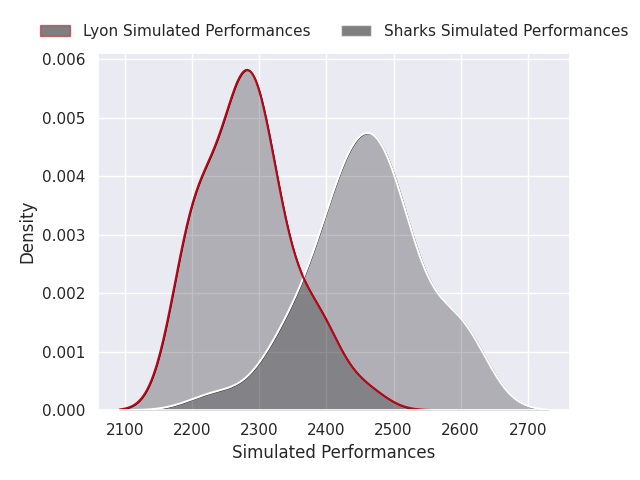 Lyon Simulated Performances Sharks Simulated Performances
0.006
0.005
0.004
0.003
0.002
0.001
0.000
Density
2100 2200 2300 2400 2500 2600 2700
Simulated Performances